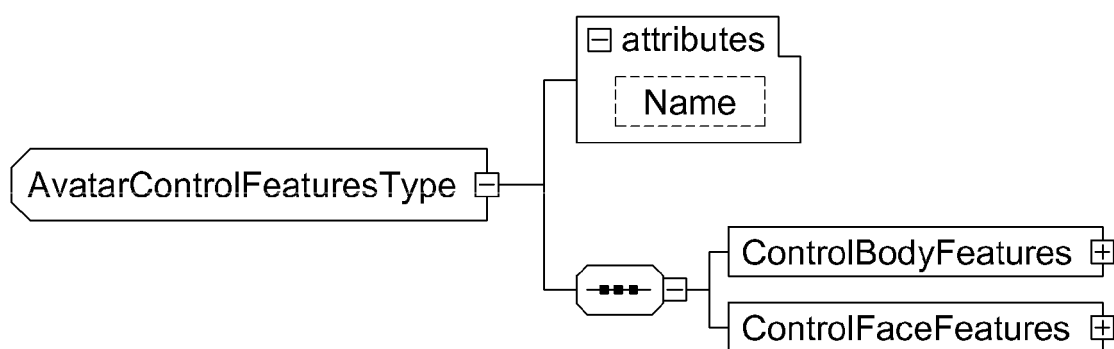 attributes
Name
AvatarControlFeaturesType
ControlBodyFeatures
ControlFaceFeatures